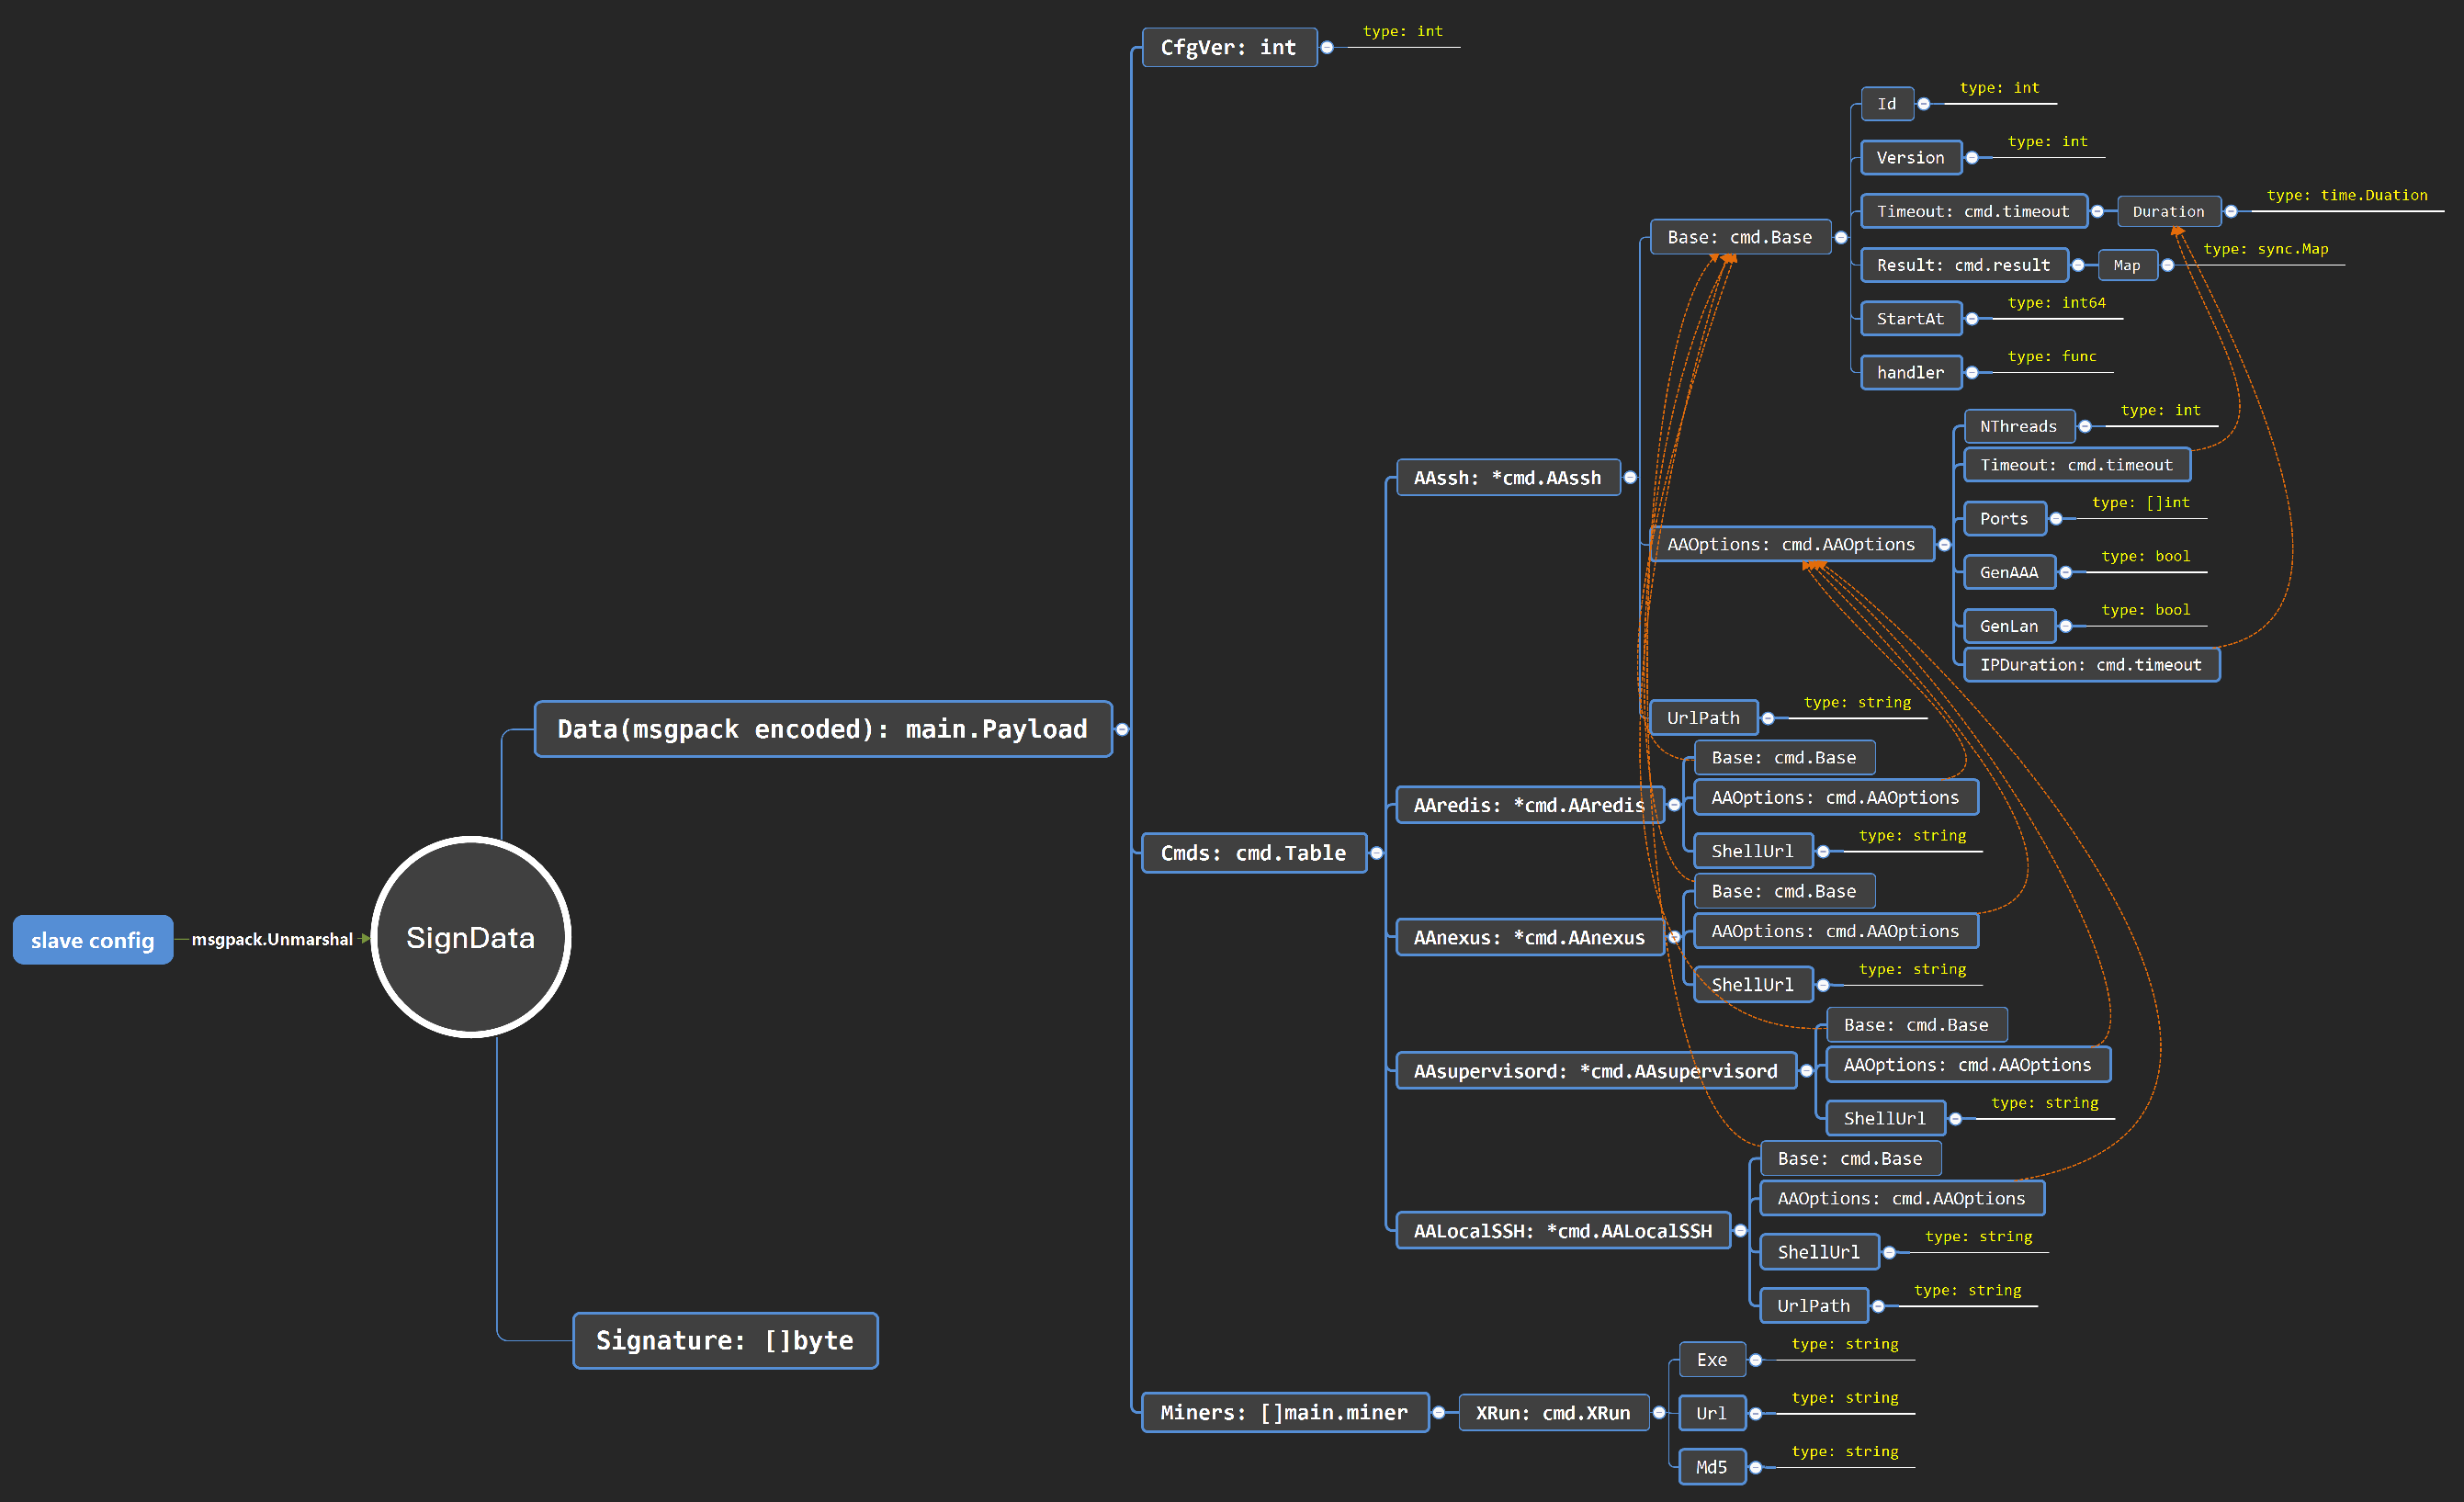 slave config
msgpack.Unmarshal
SignData
Data(msgpack encoded): main.Payload
CfgVer: int
type: int
Cmds: cmd.Table
AAssh: *cmd.AAssh
Base: cmd.Base
Id
type: int
Version
type: int
Timeout: cmd.timeout
Duration
type: time.Duation
Result: cmd.result
Map
type: sync.Map
StartAt
type: int64
handler
type: func
AAOptions: cmd.AAOptions
NThreads
type: int
Timeout: cmd.timeout
Ports
type: []int
GenAAA
type: bool
GenLan
type: bool
IPDuration: cmd.timeout
UrlPath
type: string
AAredis: *cmd.AAredis
Base: cmd.Base
AAOptions: cmd.AAOptions
ShellUrl
type: string
AAnexus: *cmd.AAnexus
Base: cmd.Base
AAOptions: cmd.AAOptions
ShellUrl
type: string
AAsupervisord: *cmd.AAsupervisord
Base: cmd.Base
AAOptions: cmd.AAOptions
ShellUrl
type: string
AALocalSSH: *cmd.AALocalSSH
Base: cmd.Base
AAOptions: cmd.AAOptions
ShellUrl
type: string
UrlPath
type: string
Miners: []main.miner
XRun: cmd.XRun
Exe
type: string
Url
type: string
Md5
type: string
Signature: []byte